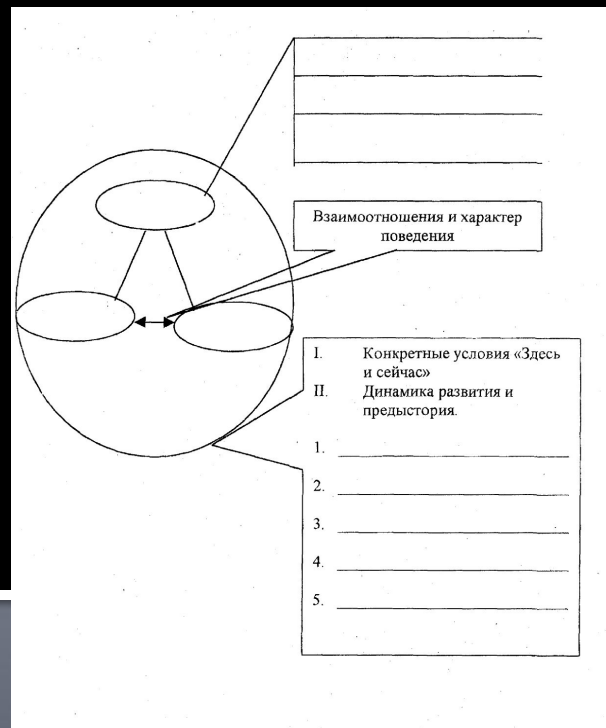 Взаимоотношения и характер
поведения
I. Конкретные условия «Здесь
и сейчас»
II. Динамика развития и
предыстория.
1.
2.
3.
4.
5.